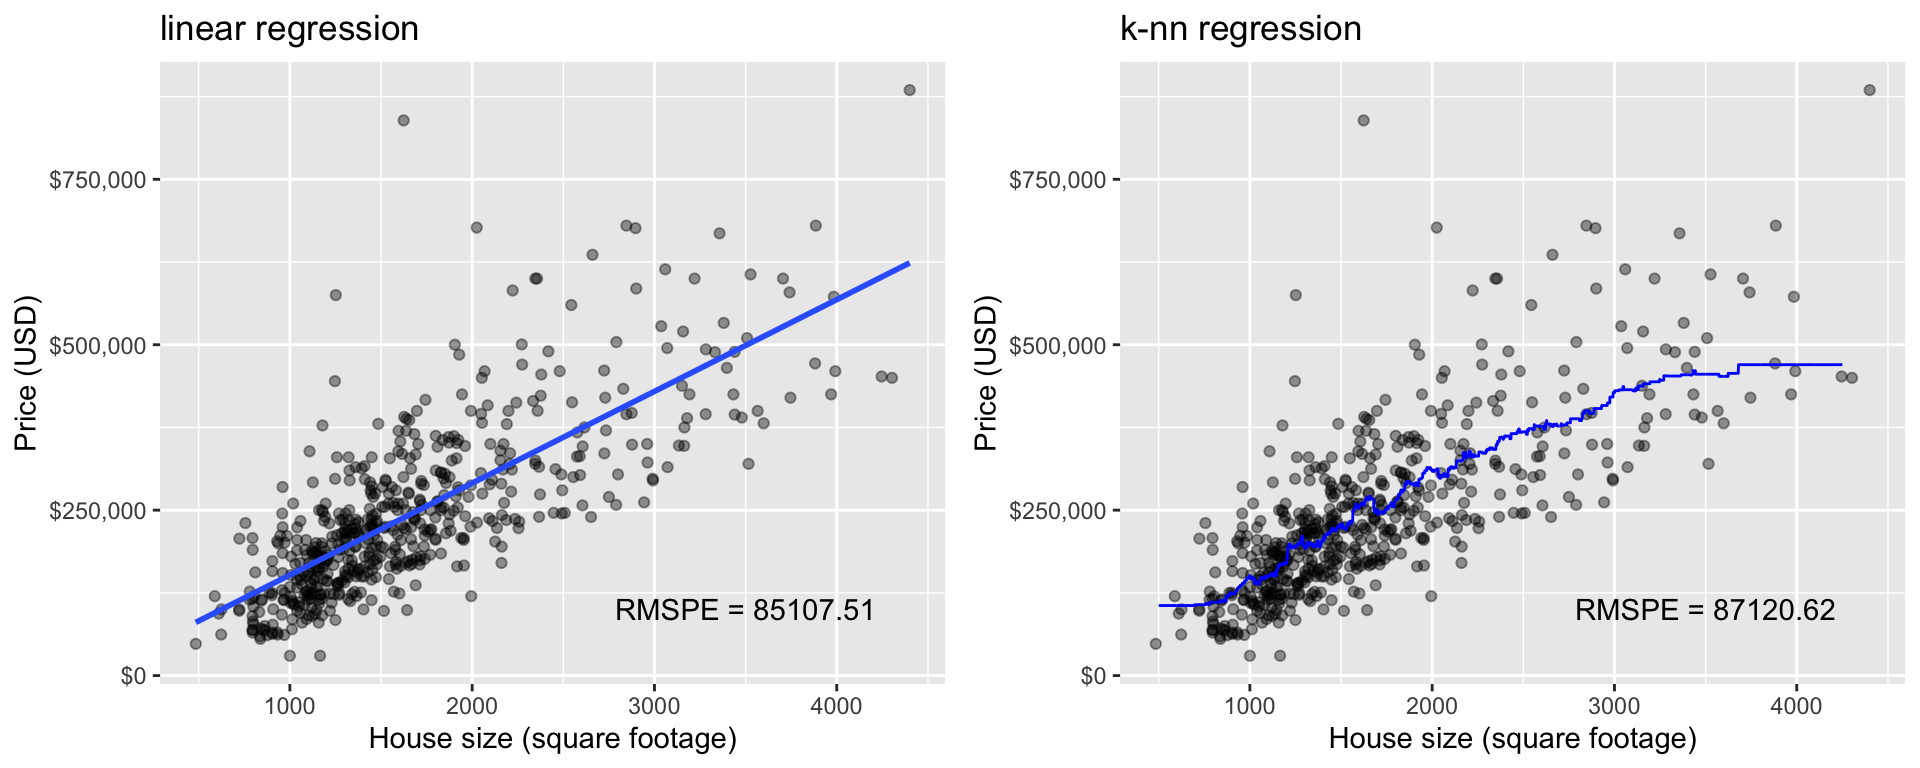 linear regression
$750,000
$500,000
$250,000
$0
Price (USD)
RMSPE = 85107.51
1000 2000 3000 4000
House size (square footage)
k-nn regression
$750,000
$500,000
$250,000
$0
Price (USD)
RMSPE = 87120.62
1000 2000 3000 4000
House size (square footage)